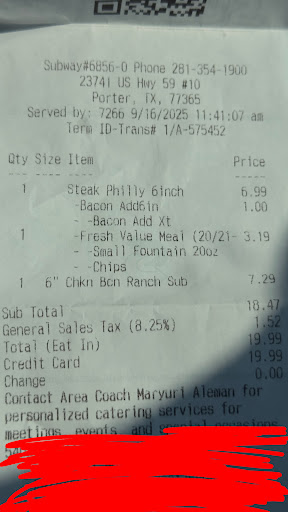 Subway#6856-0 Phone 281-354-1900
23741 US Hwy 59 #10
Porter, TX, 77365
Served by: 7266 9/16/2025 11:41:07 am
Term ID-Trans# 1/A-575452
Qty Size Item Price
--- ---- ---- -----
1 Steak Philly 6inch 6.99
-Bacon Add6in 1.00
- -Bacon Add Xt
1 -Fresh Value Meal (20/21- 3.19
- -Small Fountain 20oz
- -Chips
1 6" Chkn Bcn Ranch Sub 7.29
Sub Total 18.47
General Sales Tax (8.25%) 1.52
Total (Eat In) 19.99
Credit Card 19.99
Change 0.00
Contact Area Coach Maryuri Aleman for
personalized catering services for
meetings, events, and special occasions